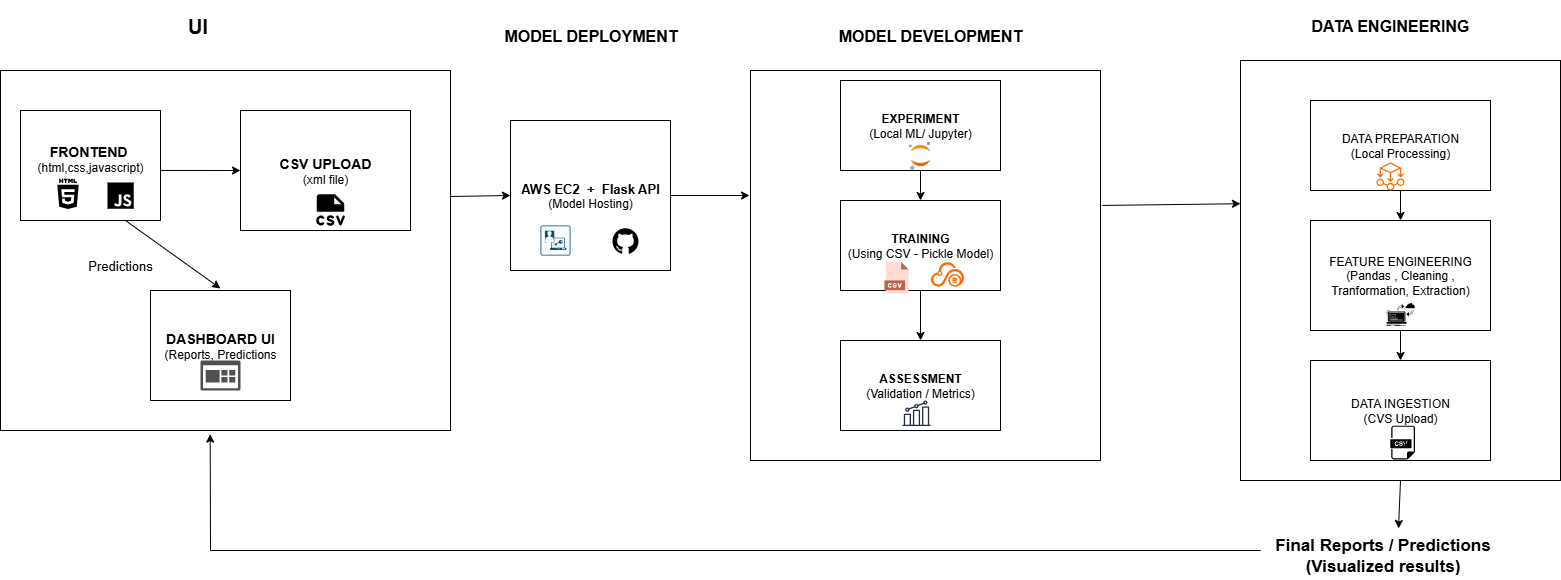 UI
MODEL DEPLOYMENT
MODEL DEVELOPMENT
DATA ENGINEERING
FRONTEND
(html,css,javascript)
HTML
5
JS
CSV UPLOAD
(xml file)
CSV
Predictions
DASHBOARD UI
(Reports, Predictions
AWS EC2 + Flask API
(Model Hosting)
EXPERIMENT
(Local ML/ Jupyter)
TRAINING
(Using CSV - Pickle Model)
CSV
ASSESSMENT
(Validation / Metrics)
DATA PREPARATION
(Local Processing)
FEATURE ENGINEERING
(Pandas , Cleaning ,
Tranformation, Extraction)
DATA INGESTION
(CVS Upload)
CSV
Final Reports / Predictions
(Visualized results)